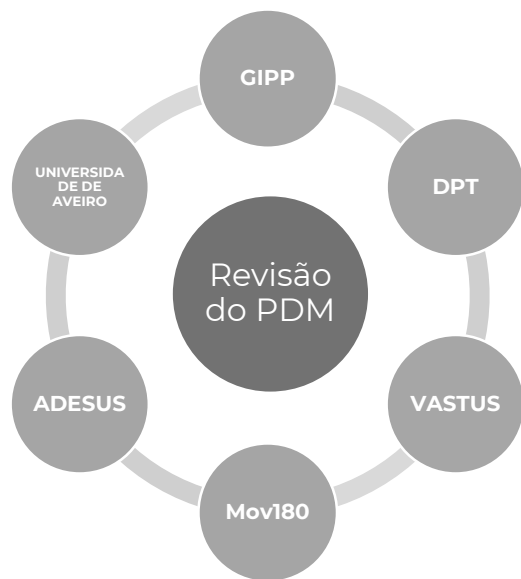 GIPP
DPT
VASTUS
Mov180
ADESUS
UNIVERSIDA
DE DE
AVEIRO
Revisão
do PDM